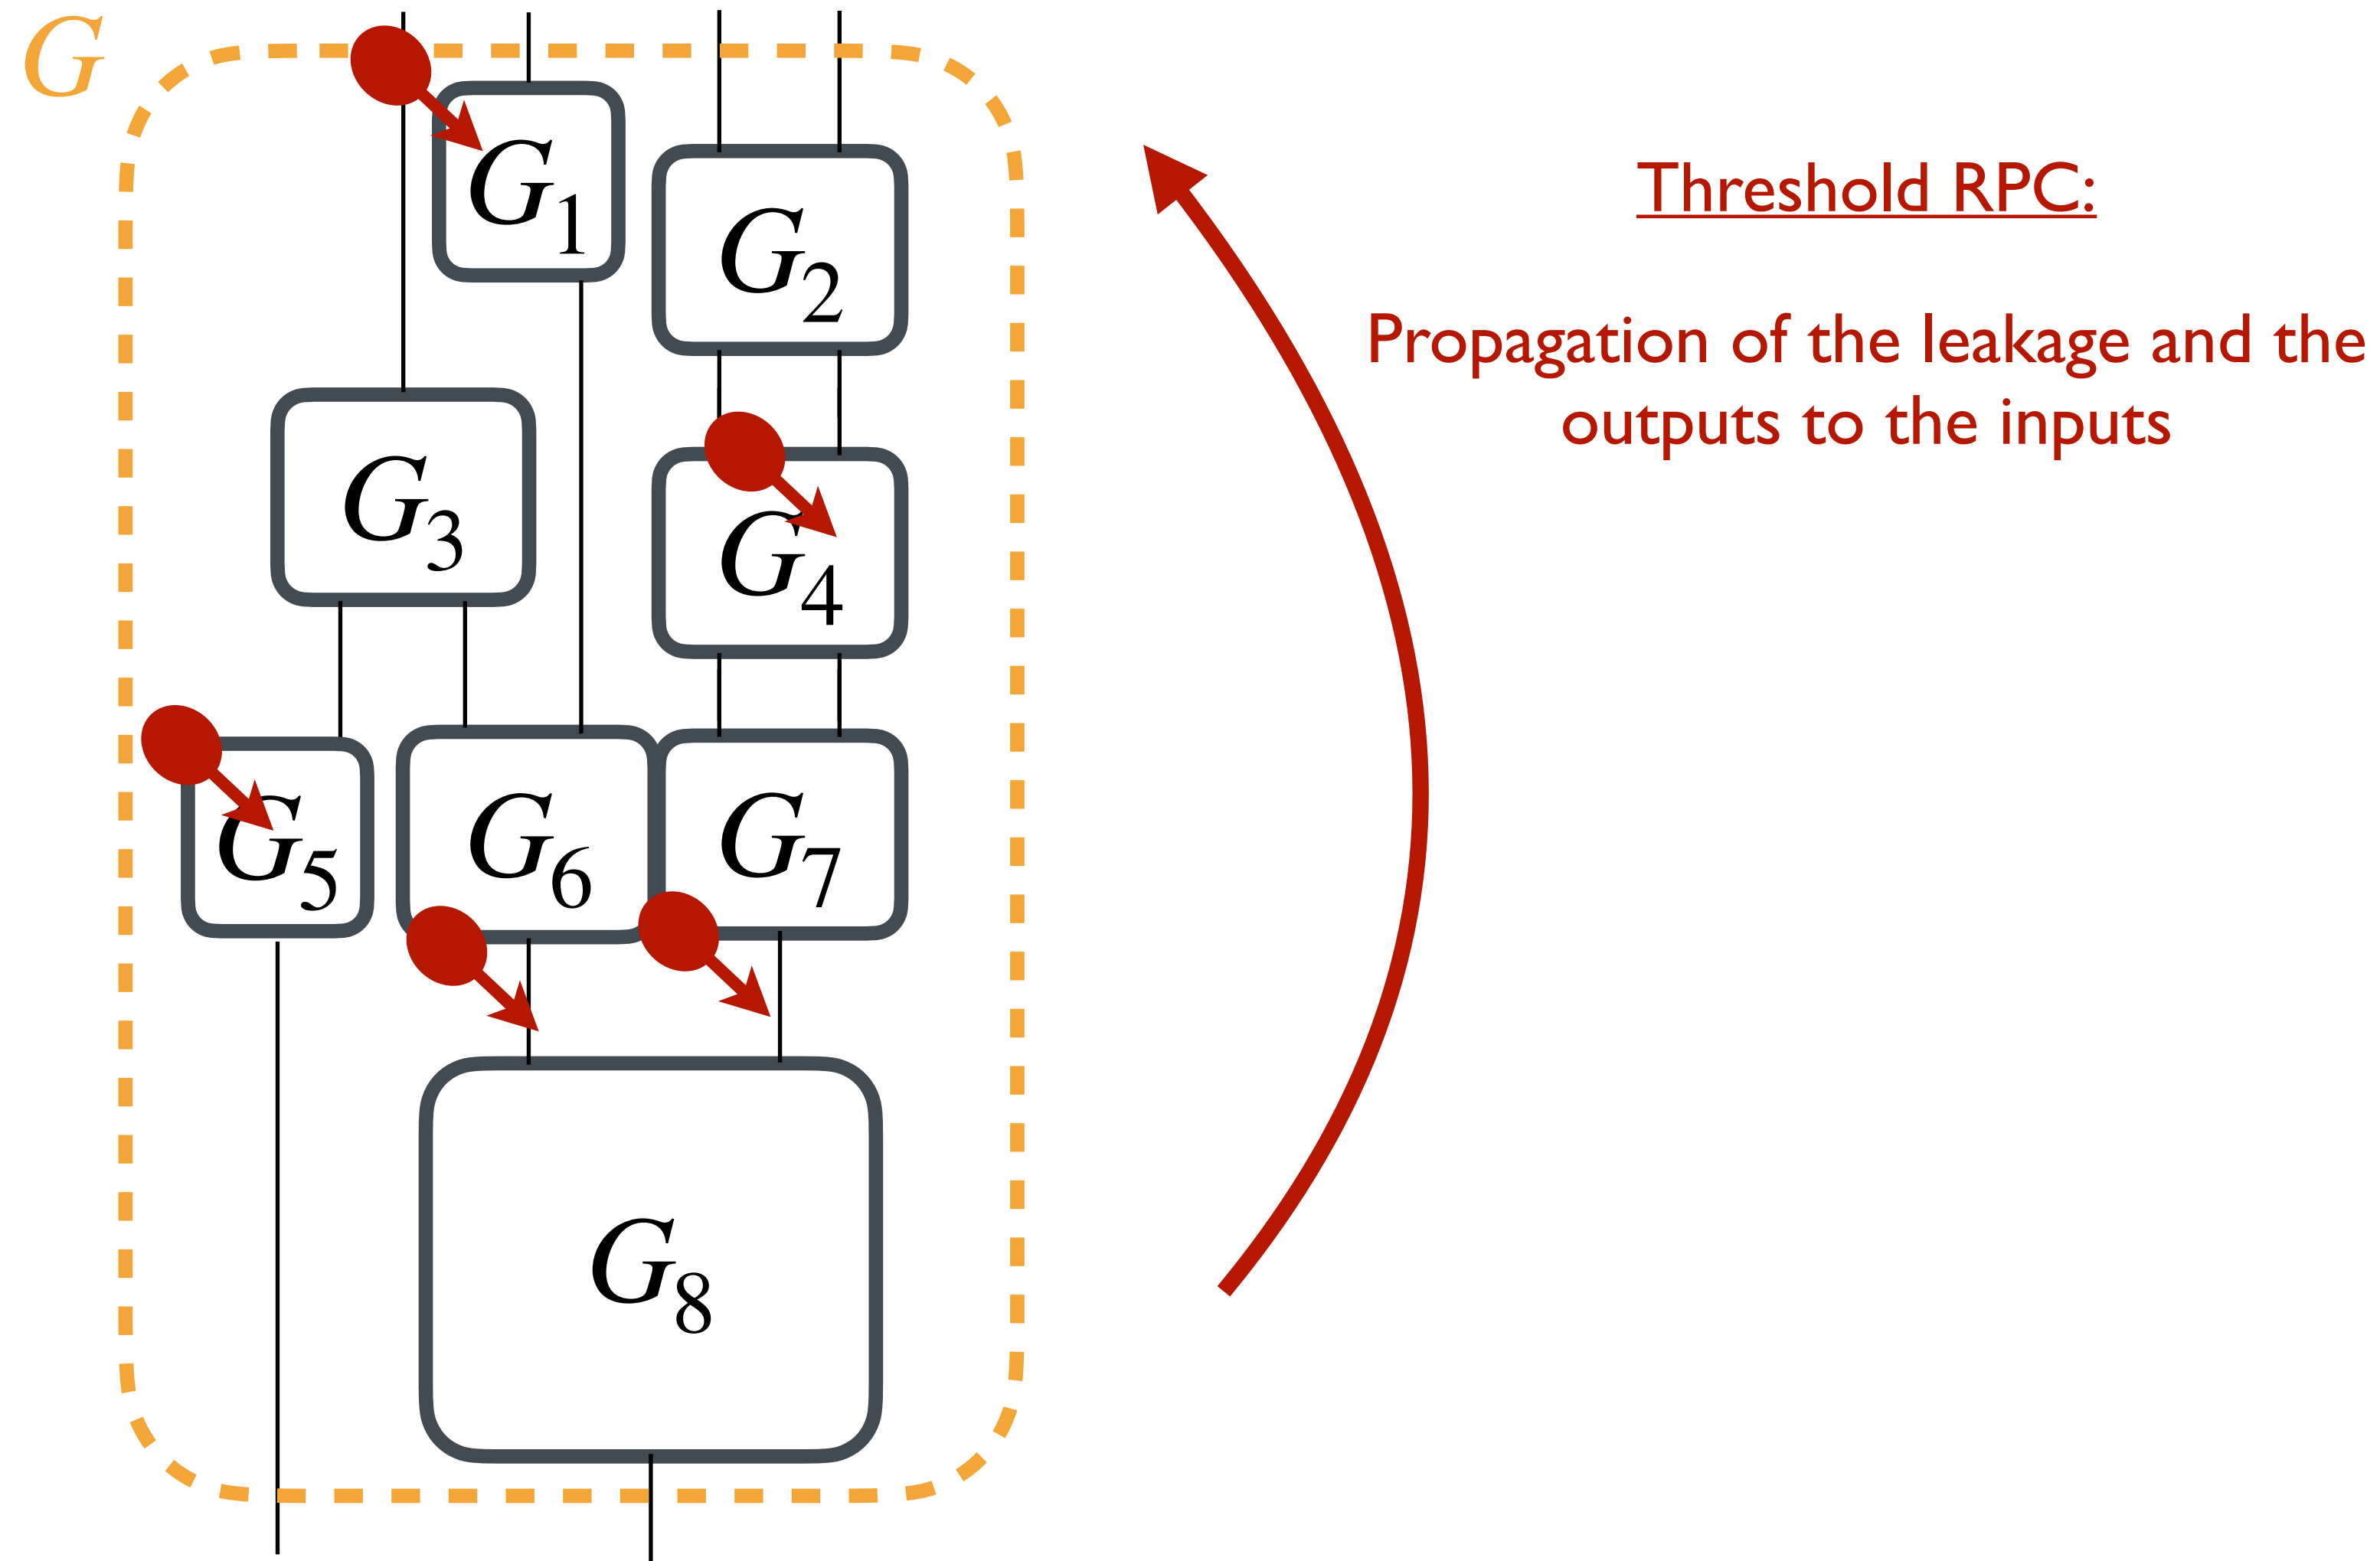 G
G1
G2
Threshold RPC:
Propagation of the leakage and the
outputs to the inputs
G3
G4
G5
G6
G7
G8